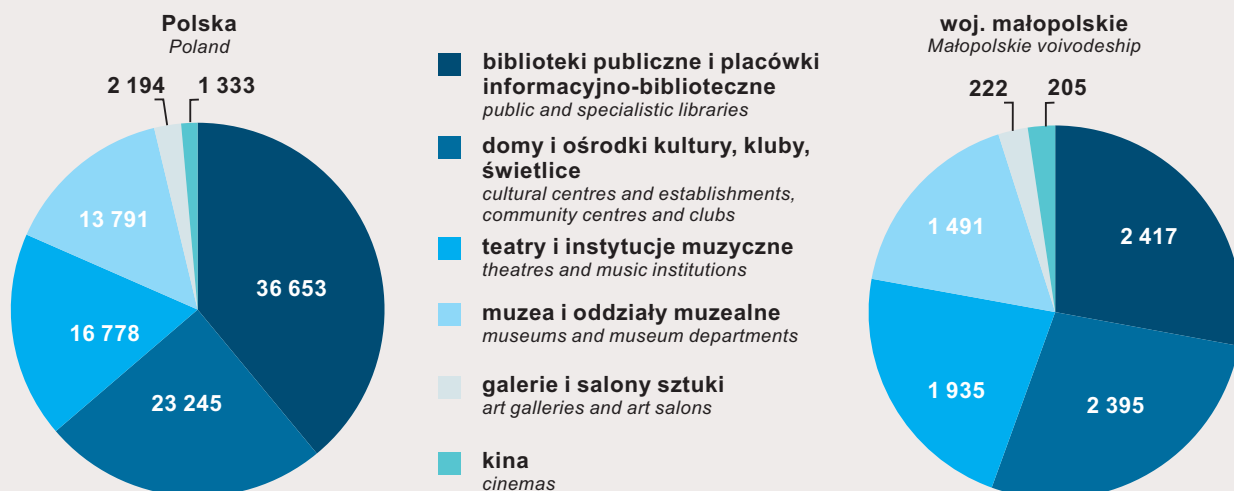 Polska
Poland
2 194
1 333
13 791
36 653
16 778
23 245
biblioteki publiczne i placówki
informacyjno-biblioteczne
public and specialistic libraries
domy i ośrodki kultury, kluby,
świetlice
cultural centres and establishments,
community centres and clubs
teatry i instytucje muzyczne
theatres and music institutions
muzea i oddziały muzealne
museums and museum departments
galerie i salony sztuki
art galleries and art salons
kina
cinemas
woj. małopolskie
Małopolskie voivodeship
222
205
1 491
2 417
1 935
2 395